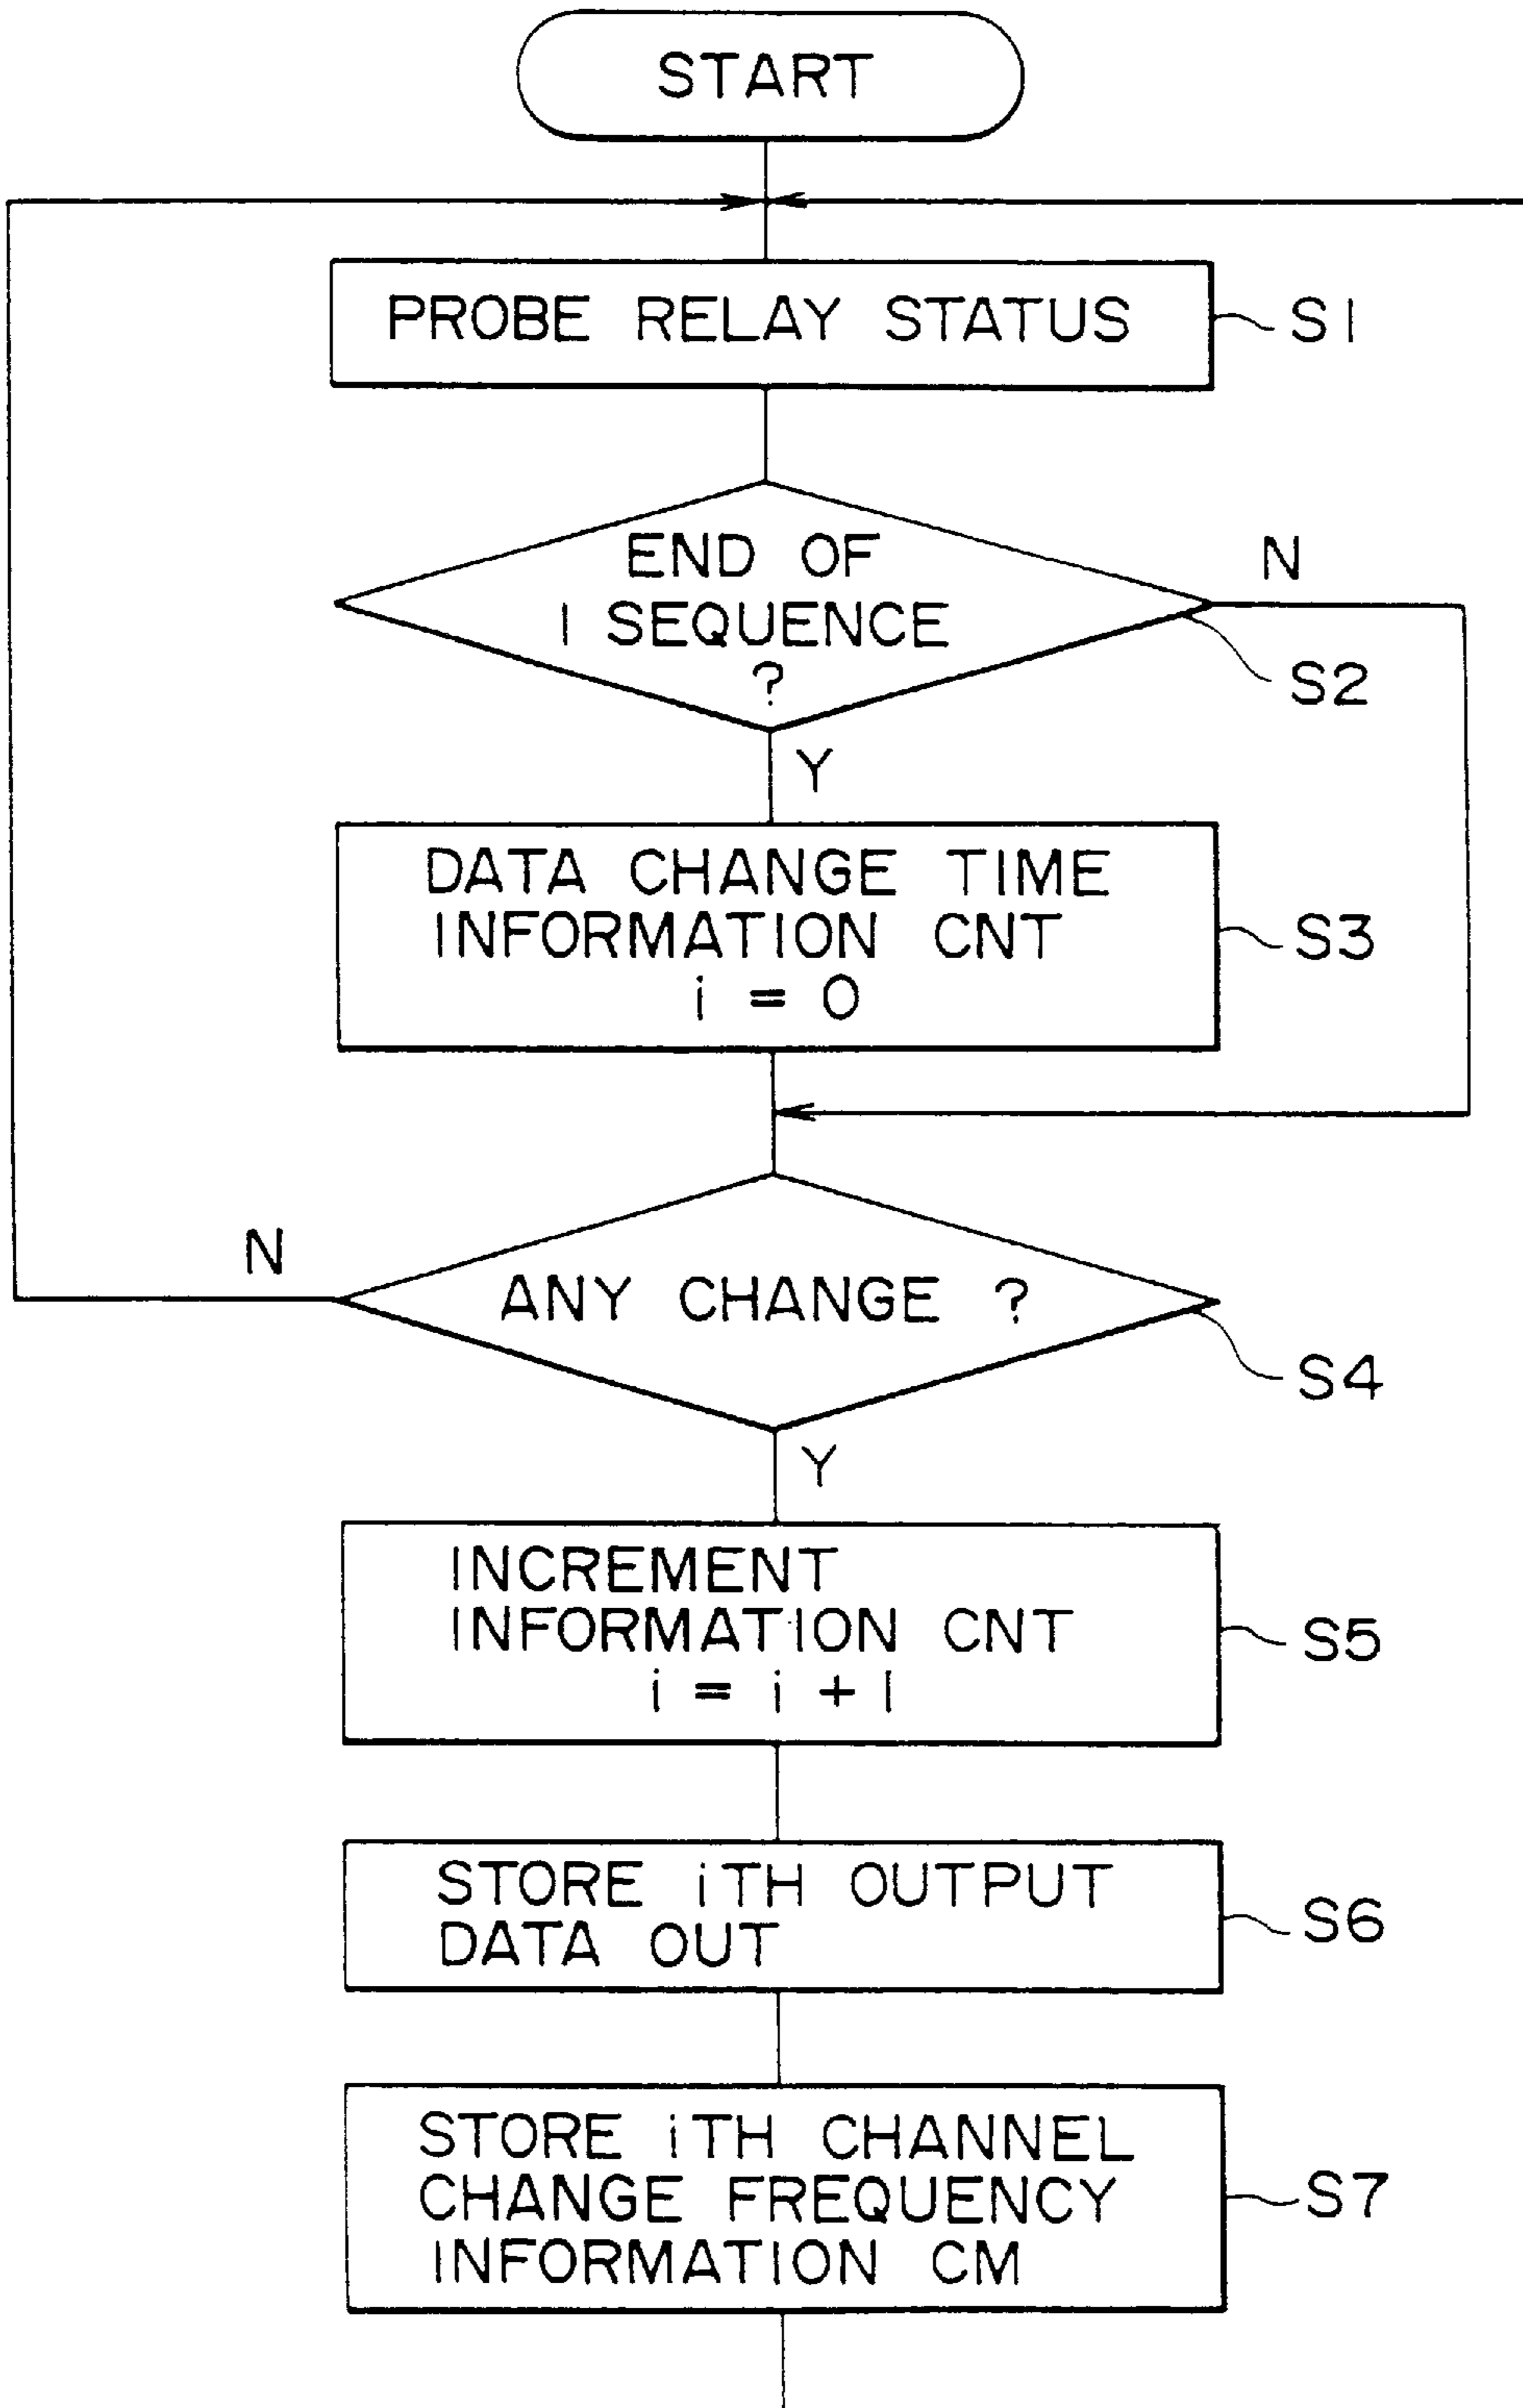 START
PROBE RELAY STATUS
S1
END OF
1 SEQUENCE
?
N
S2
Y
DATA CHANGE TIME
INFORMATION CNT
i = 0
S3
N
ANY CHANGE ?
S4
Y
INCREMENT
INFORMATION CNT
i = i + 1
S5
STORE iTH OUTPUT
DATA OUT
S6
STORE iTH CHANNEL
CHANGE FREQUENCY
INFORMATION CM
S7